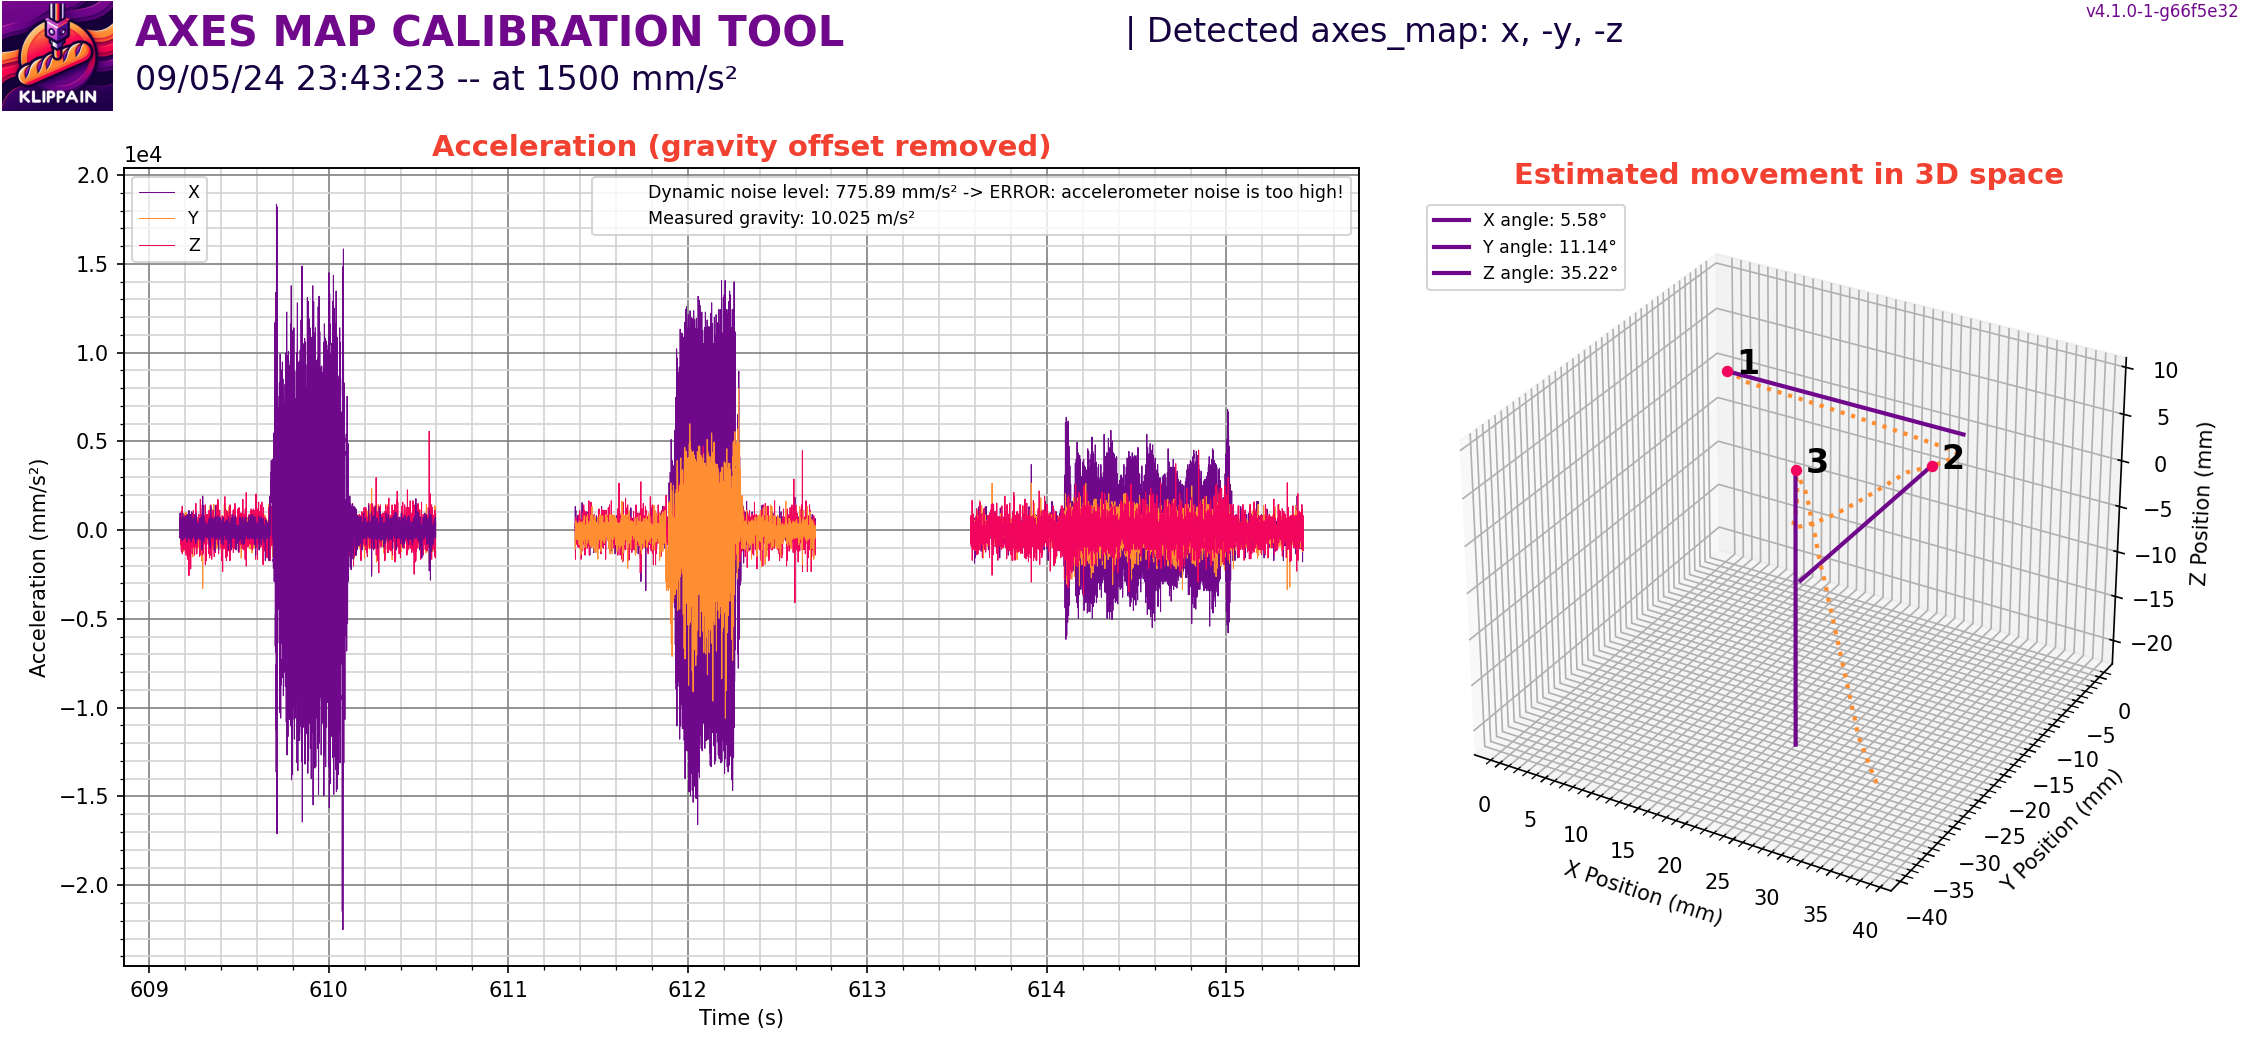 AXES MAP CALIBRATION TOOL
| Detected axes_map: x, -y, -z
v4.1.0-1-g66f5e32
09/05/24 23:43:23 -- at 1500 mm/s²
KLIPPAIN
Acceleration (gravity offset removed)
1e4
X
Y
Z
Dynamic noise level: 775.89 mm/s² -> ERROR: accelerometer noise is too high!
Measured gravity: 10.025 m/s²
2.0
1.5
1.0
0.5
0.0
−0.5
−1.0
−1.5
−2.0
Acceleration (mm/s²)
609 610 611 612 613 614 615
Time (s)
Estimated movement in 3D space
X angle: 5.58°
Y angle: 11.14°
Z angle: 35.22°
1
2
3
10
5
0
−5
−10
−15
−20
Z Position (mm)
0
−5
−10
−15
−20
−25
−30
−35
−40
Y Position (mm)
0
5
10
15
20
25
30
35
40
X Position (mm)